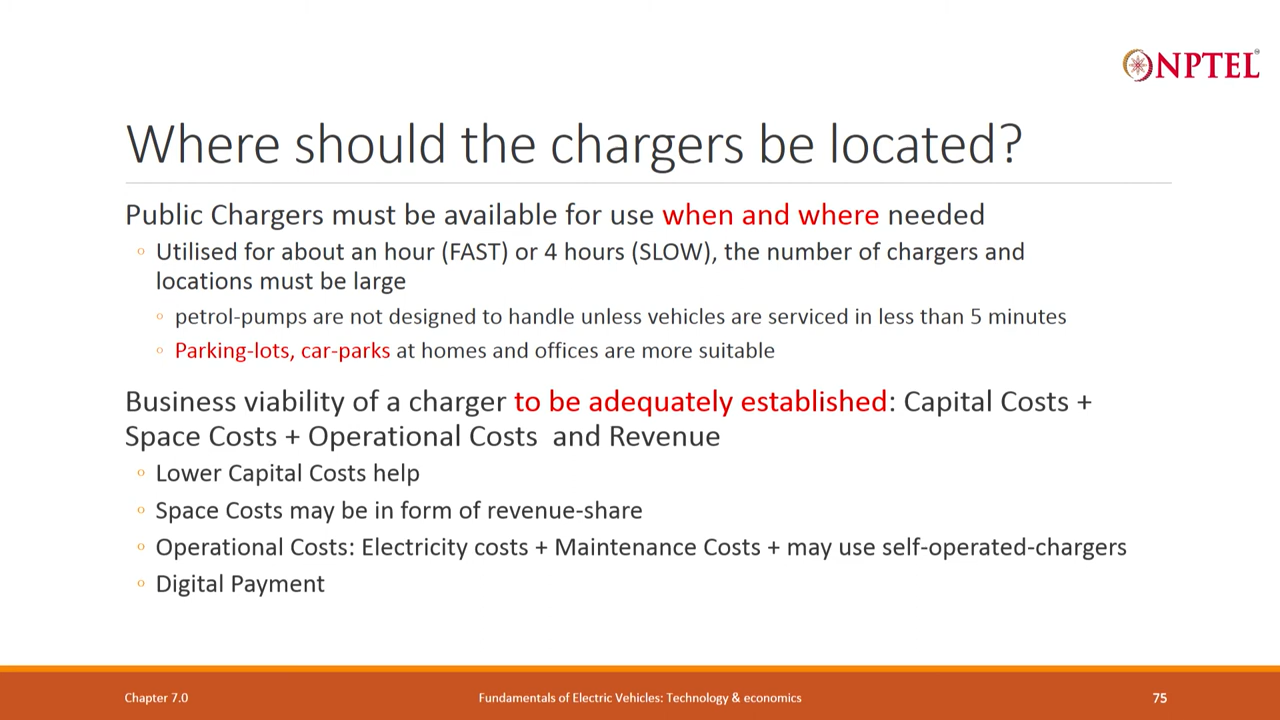 NPTEL
Where should the chargers be located?
Public Chargers must be available for use when and where needed
◦ Utilised for about an hour (FAST) or 4 hours (SLOW), the number of chargers and
locations must be large
◦ petrol-pumps are not designed to handle unless vehicles are serviced in less than 5 minutes
◦ Parking-lots, car-parks at homes and offices are more suitable
Business viability of a charger to be adequately established: Capital Costs +
Space Costs + Operational Costs and Revenue
◦ Lower Capital Costs help
◦ Space Costs may be in form of revenue-share
◦ Operational Costs: Electricity costs + Maintenance Costs + may use self-operated-chargers
◦ Digital Payment
Chapter 7.0 Fundamentals of Electric Vehicles: Technology & economics 75